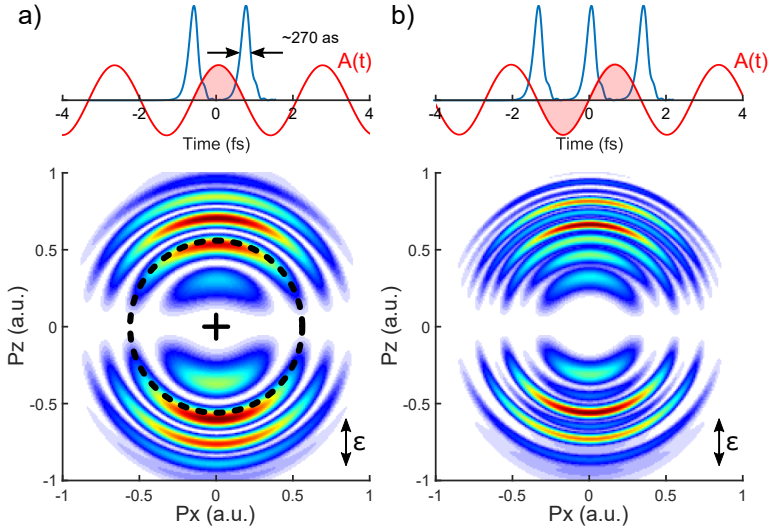 a)
~270 as
A(t)
-4 -2 0 2 4
Time (fs)
1
0.5
0
-0.5
-1
Pz (a.u.)
ε
-1 -0.5 0 0.5 1
Px (a.u.)
b)
A(t)
-4 -2 0 2 4
Time (fs)
1
0.5
0
-0.5
-1
Pz (a.u.)
ε
-1 -0.5 0 0.5 1
Px (a.u.)